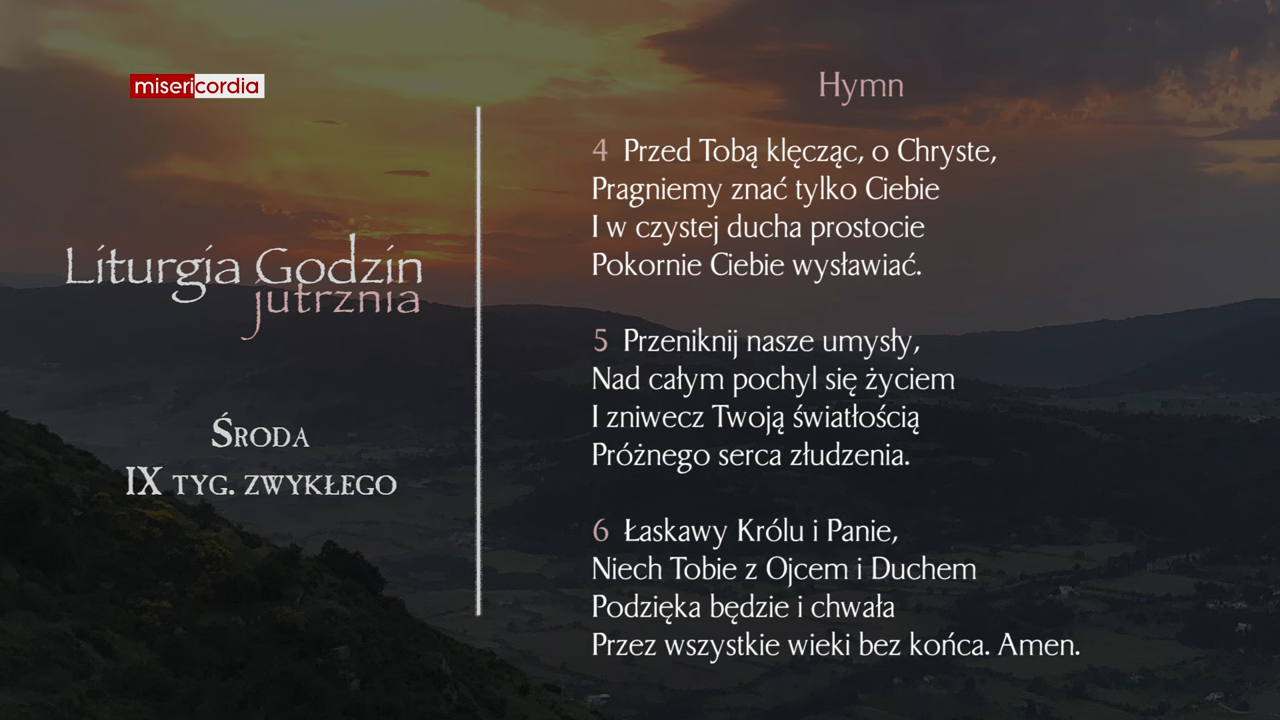 misericordia
Liturgia Godzin
jutrznia
Środa
IX tyg. zwykłego
Hymn
4 Przed Tobą klęcząc, o Chryste,
Pragniemy znać tylko Ciebie
I w czystej ducha prostocie
Pokornie Ciebie wysławiać.
5 Przeniknij nasze umysły,
Nad całym pochyl się życiem
I zniwecz Twoją światłością
Próżnego serca złudzenia.
6 Łaskawy Królu i Panie,
Niech Tobie z Ojcem i Duchem
Podzięka będzie i chwała
Przez wszystkie wieki bez końca. Amen.